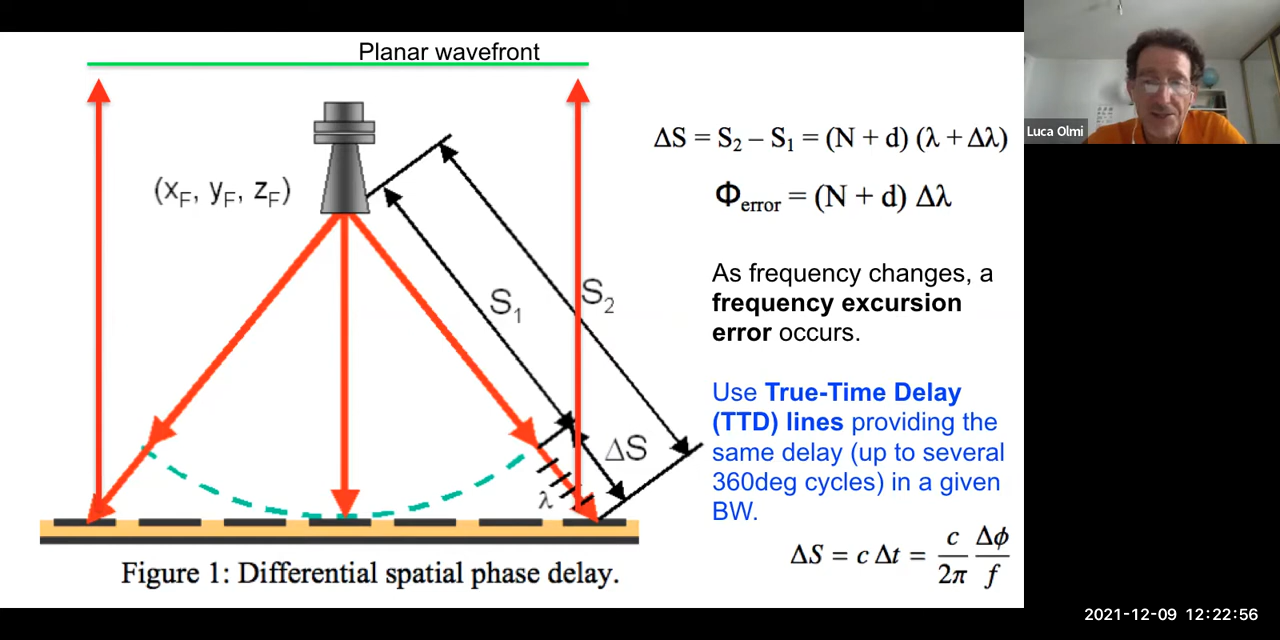 Planar wavefront
(x_F, y_F, z_F)
S_1
S_2
ΔS
λ
Figure 1: Differential spatial phase delay.
ΔS = S_2 – S_1 = (N + d) (λ + Δλ)
Φ_error = (N + d) Δλ
As frequency changes, a
frequency excursion
error occurs.
Use True-Time Delay
(TTD) lines providing the
same delay (up to several
360deg cycles) in a given
BW.
ΔS = c Δt = c/2π Δϕ/f
Luca Olmi
2021-12-09 12:22:56